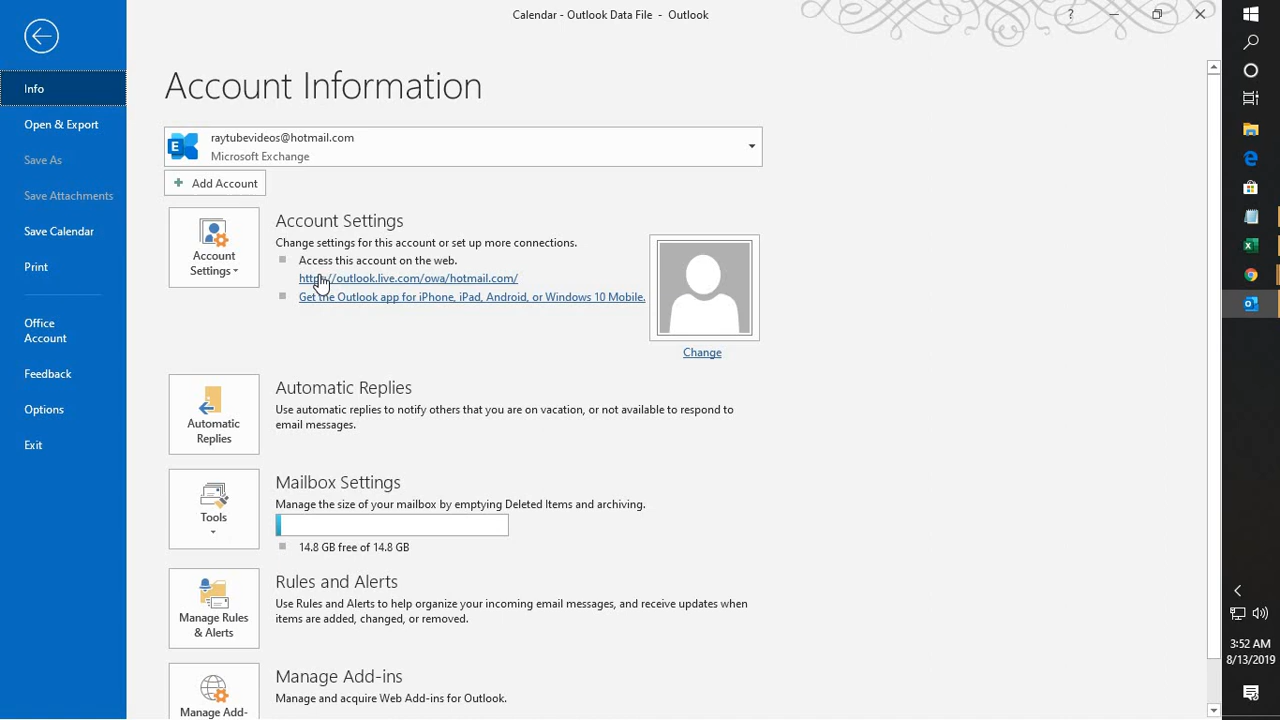 Calendar - Outlook Data File - Outlook
?
Info
Open & Export
Save As
Save Attachments
Save Calendar
Print
Office
Account
Feedback
Options
Exit
Account Information
E
raytubevideos@hotmail.com
Microsoft Exchange
+ Add Account
Account
Settings
Account Settings
Change settings for this account or set up more connections.
Access this account on the web.
https://outlook.live.com/owa/hotmail.com/
Get the Outlook app for iPhone, iPad, Android, or Windows 10 Mobile.
Change
Automatic
Replies
Automatic Replies
Use automatic replies to notify others that you are on vacation, or not available to respond to
email messages.
Tools
Mailbox Settings
Manage the size of your mailbox by emptying Deleted Items and archiving.
14.8 GB free of 14.8 GB
Manage Rules
& Alerts
Rules and Alerts
Use Rules and Alerts to help organize your incoming email messages, and receive updates when
items are added, changed, or removed.
Manage Add-
Manage Add-ins
Manage and acquire Web Add-ins for Outlook.
3:52 AM
8/13/2019